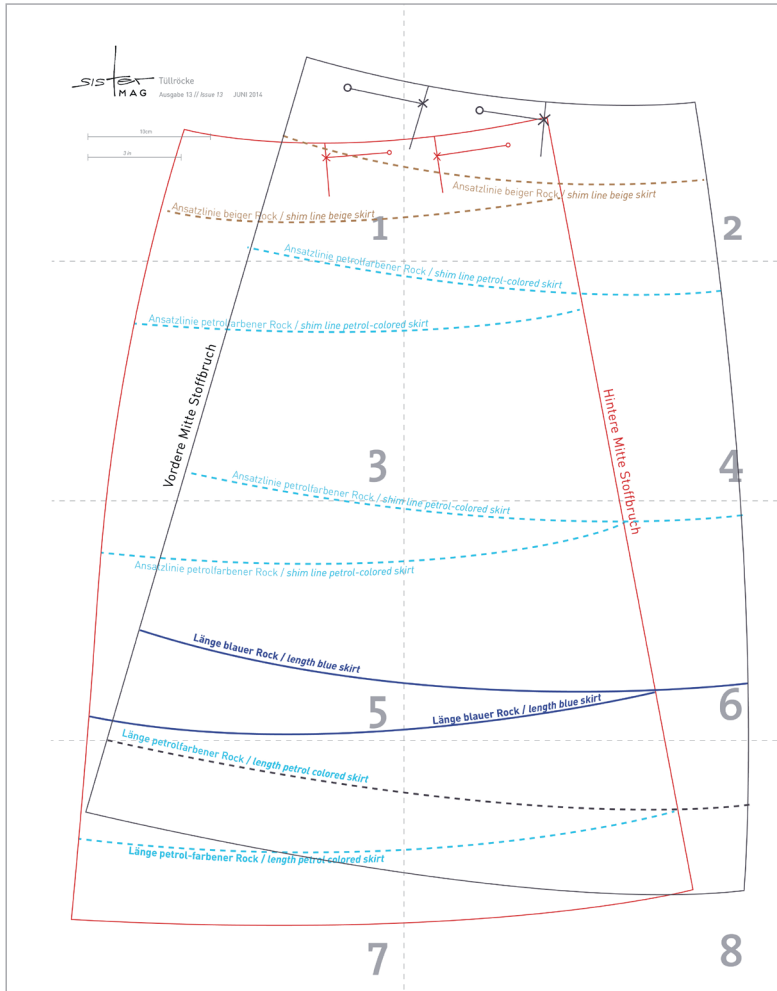 sisterMAG
Tüllröcke
Ausgabe 13 // Issue 13 JUNI 2014
10cm
2 in
Ansatzlinie beiger Rock / shim line beige skirt
Ansatzlinie beiger Rock / shim line beige skirt
1
2
Ansatzlinie petrolfarbener Rock / shim line petrol-colored skirt
Ansatzlinie petrolfarbener Rock / shim line petrol-colored skirt
Vordere Mitte Stoffbruch
Hintere Mitte Stoffbruch
3
4
Ansatzlinie petrolfarbener Rock / shim line petrol-colored skirt
Ansatzlinie petrolfarbener Rock / shim line petrol-colored skirt
Länge blauer Rock / length blue skirt
Länge blauer Rock / length blue skirt
5
6
Länge petrolfarbener Rock / length petrol colored skirt
Länge petrol-farbener Rock / length petrol colored skirt
7
8